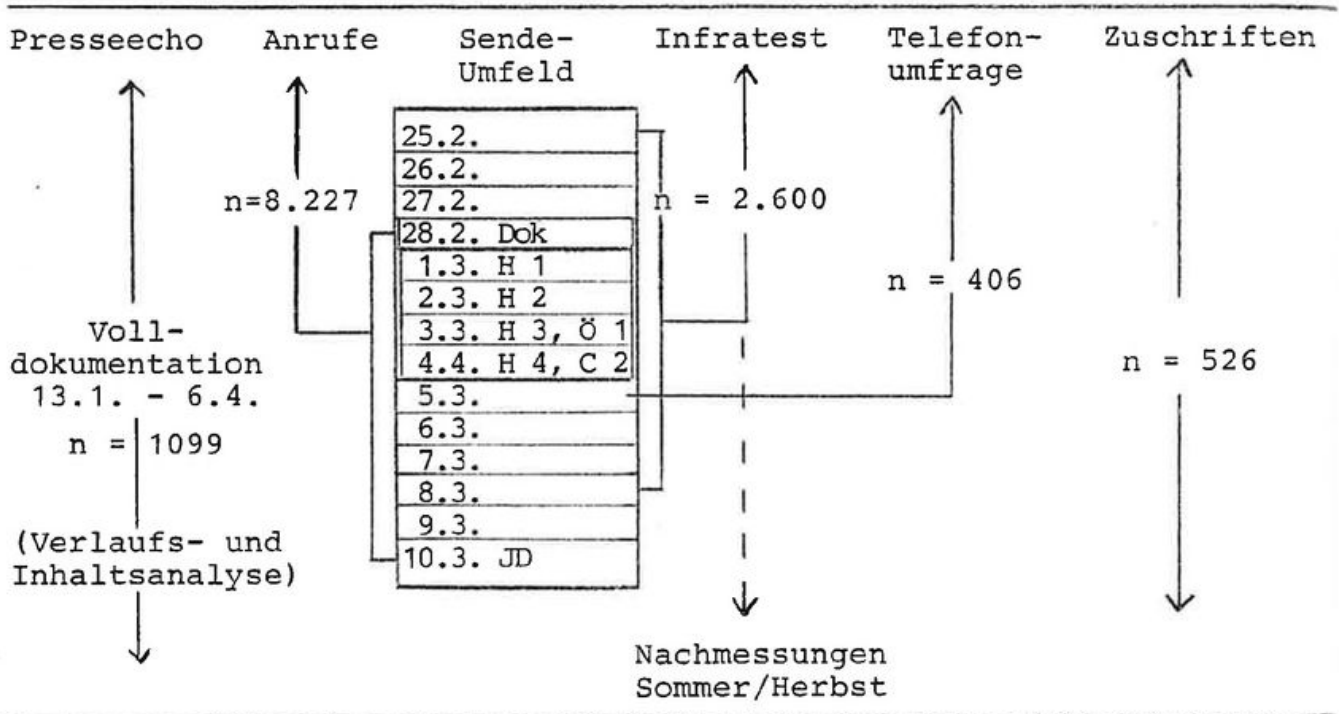 Presseecho Anrufe Sende- Infratest Telefon- Zuschriften
Umfeld umfrage
25.2.
26.2.
n=8.227 27.2. n = 2.600
28.2. Dok
1.3. H 1
2.3. H 2 n = 406
Voll- 3.3. H 3, Ö 1
dokumentation 4.4. H 4, C 2 n = 526
13.1. - 6.4. 5.3.
n = 1099 6.3.
7.3.
8.3.
(Verlaufs- und 9.3.
Inhaltsanalyse) 10.3. JD
Nachmessungen
Sommer/Herbst